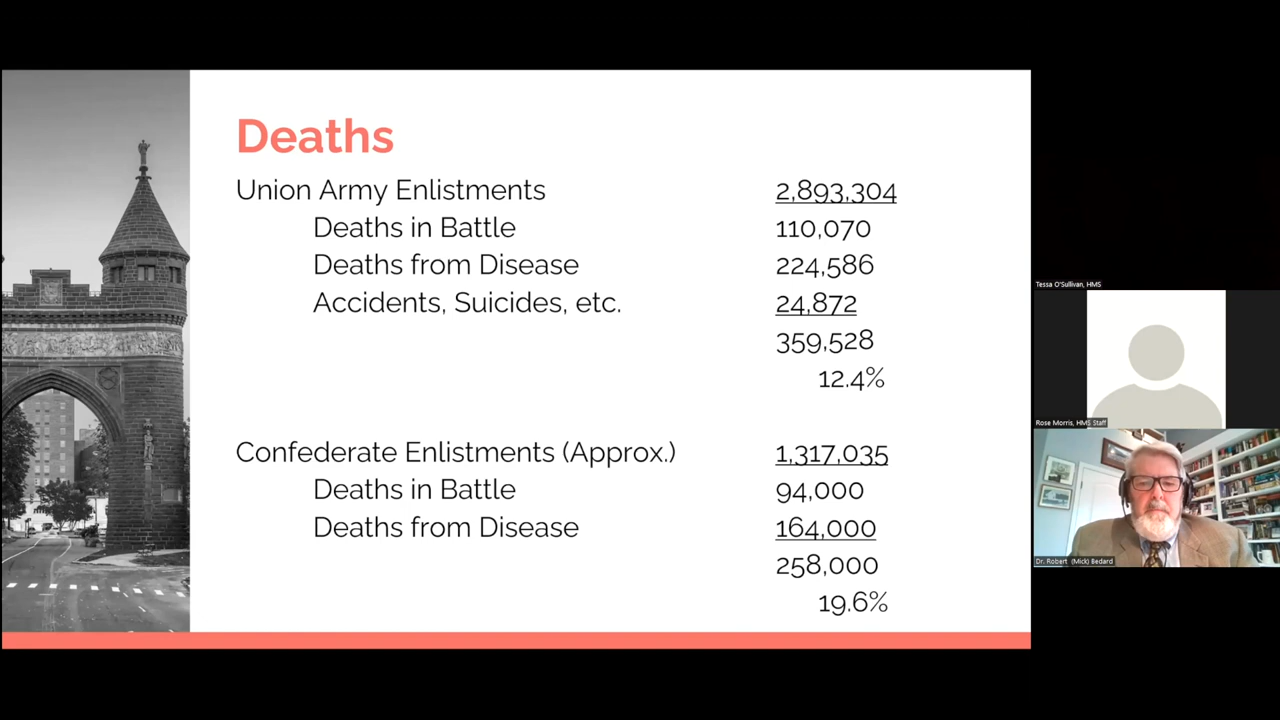 Deaths
Union Army Enlistments 2,893,304
Deaths in Battle 110,070
Deaths from Disease 224,586
Accidents, Suicides, etc. 24,872
359,528
12.4%
Confederate Enlistments (Approx.) 1,317,035
Deaths in Battle 94,000
Deaths from Disease 164,000
258,000
19.6%
Tessa O'Sullivan, HMS
Rose Morris, HMS Staff
Dr. Robert (Mick) Bedard